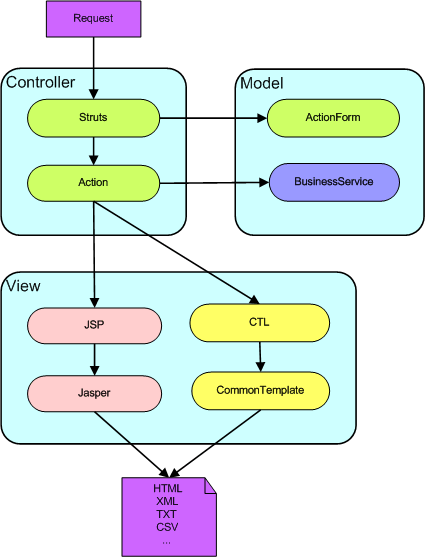 Request
Controller
Model
Struts
ActionForm
Action
BusinessService
View
JSP
CTL
Jasper
CommonTemplate
HTML
XML
TXT
CSV
...